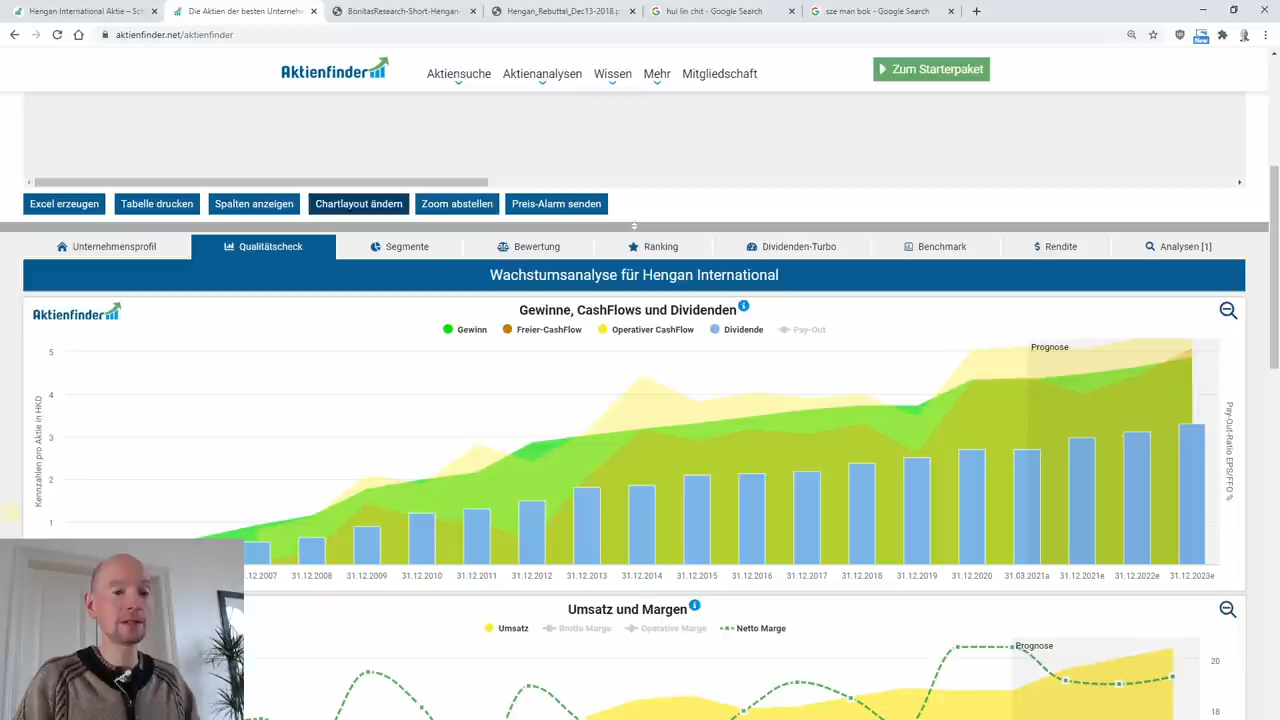 Hengan International Aktie – Sch
Die Aktien der besten Unternehm
BonitasResearch-Short-Hengan-
Hengan_Rebuttal_Dec13-2018.p
hui lin chit - Google Search
sze man bok - Google Search
aktienfinder.net/aktienfinder
New
Aktienfinder
Aktiensuche
Aktienanalysen
Wissen
Mehr
Mitgliedschaft
Zum Starterpaket
Excel erzeugen
Tabelle drucken
Spalten anzeigen
Chartlayout ändern
Zoom abstellen
Preis-Alarm senden
Unternehmensprofil
Qualitätscheck
Segmente
Bewertung
Ranking
Dividenden-Turbo
Benchmark
Rendite
Analysen [1]
Wachstumsanalyse für Hengan International
Aktienfinder
Gewinne, CashFlows und Dividenden
Gewinn
Freier-CashFlow
Operativer CashFlow
Dividende
Pay-Out
Prognose
5
4
3
2
1
Kennzahlen pro Aktie in HKD
Pay-Out-Ratio EPS/FFO %
.12.2007
31.12.2008
31.12.2009
31.12.2010
31.12.2011
31.12.2012
31.12.2013
31.12.2014
31.12.2015
31.12.2016
31.12.2017
31.12.2018
31.12.2019
31.12.2020
31.03.2021a
31.12.2021e
31.12.2022e
31.12.2023e
Umsatz und Margen
Umsatz
Brotto Marge
Operative Marge
Netto Marge
Prognose
20
18